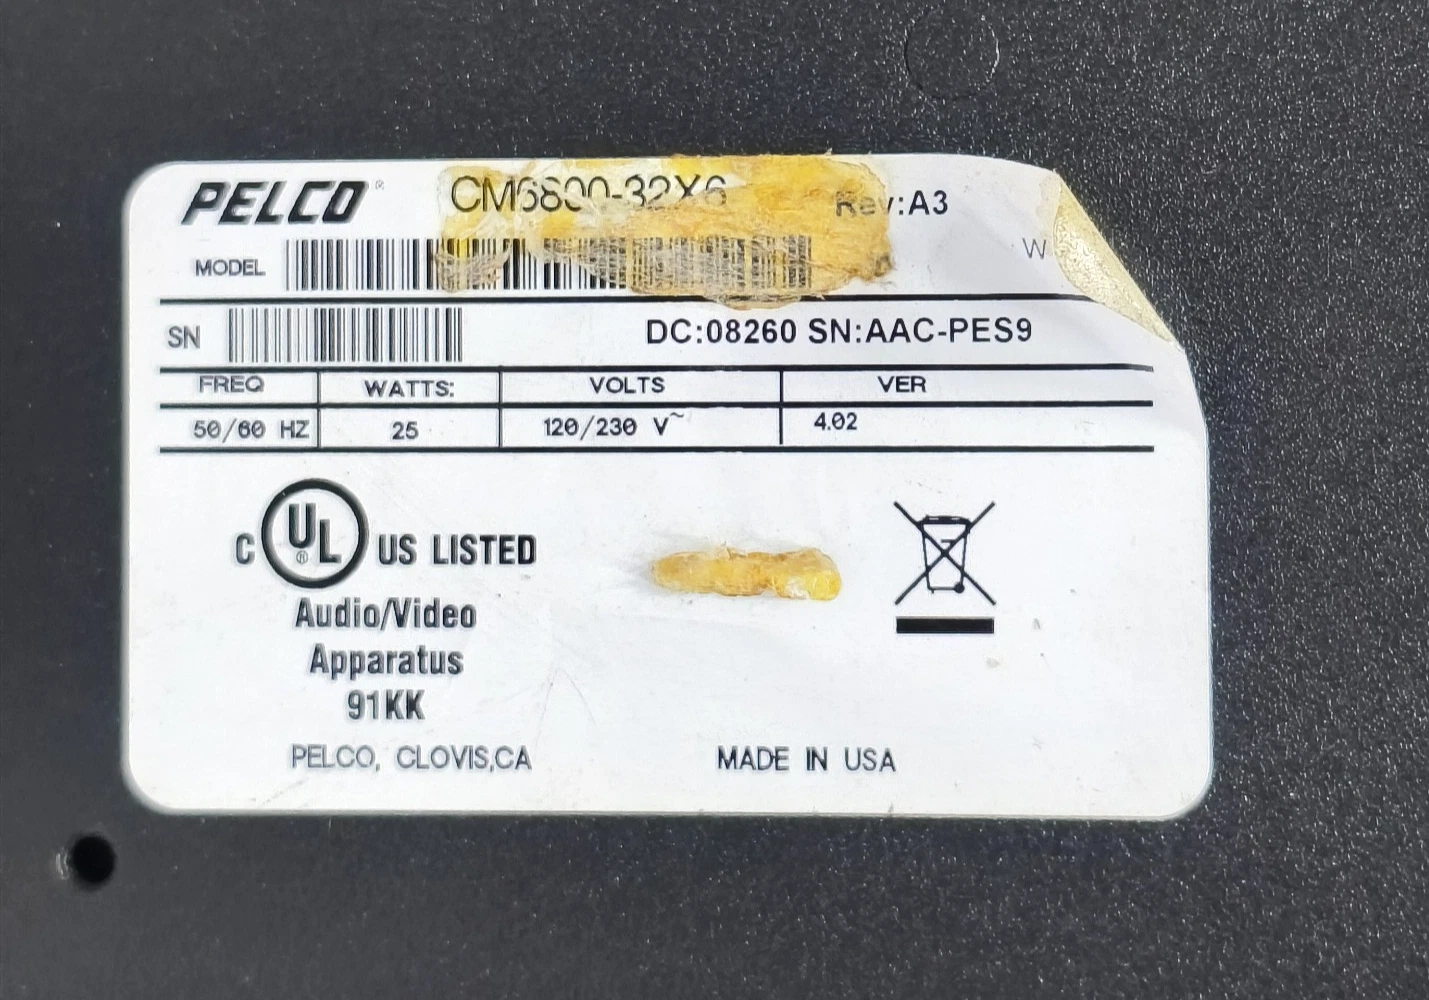 PELCO® CM6800-32X6 Rev:A3
W
MODEL
SN DC:08260 SN:AAC-PES9
FREQ WATTS: VOLTS VER
50/60 HZ 25 120/230 V~ 4.02
C UL® US LISTED
Audio/Video
Apparatus
91KK
PELCO, CLOVIS,CA MADE IN USA